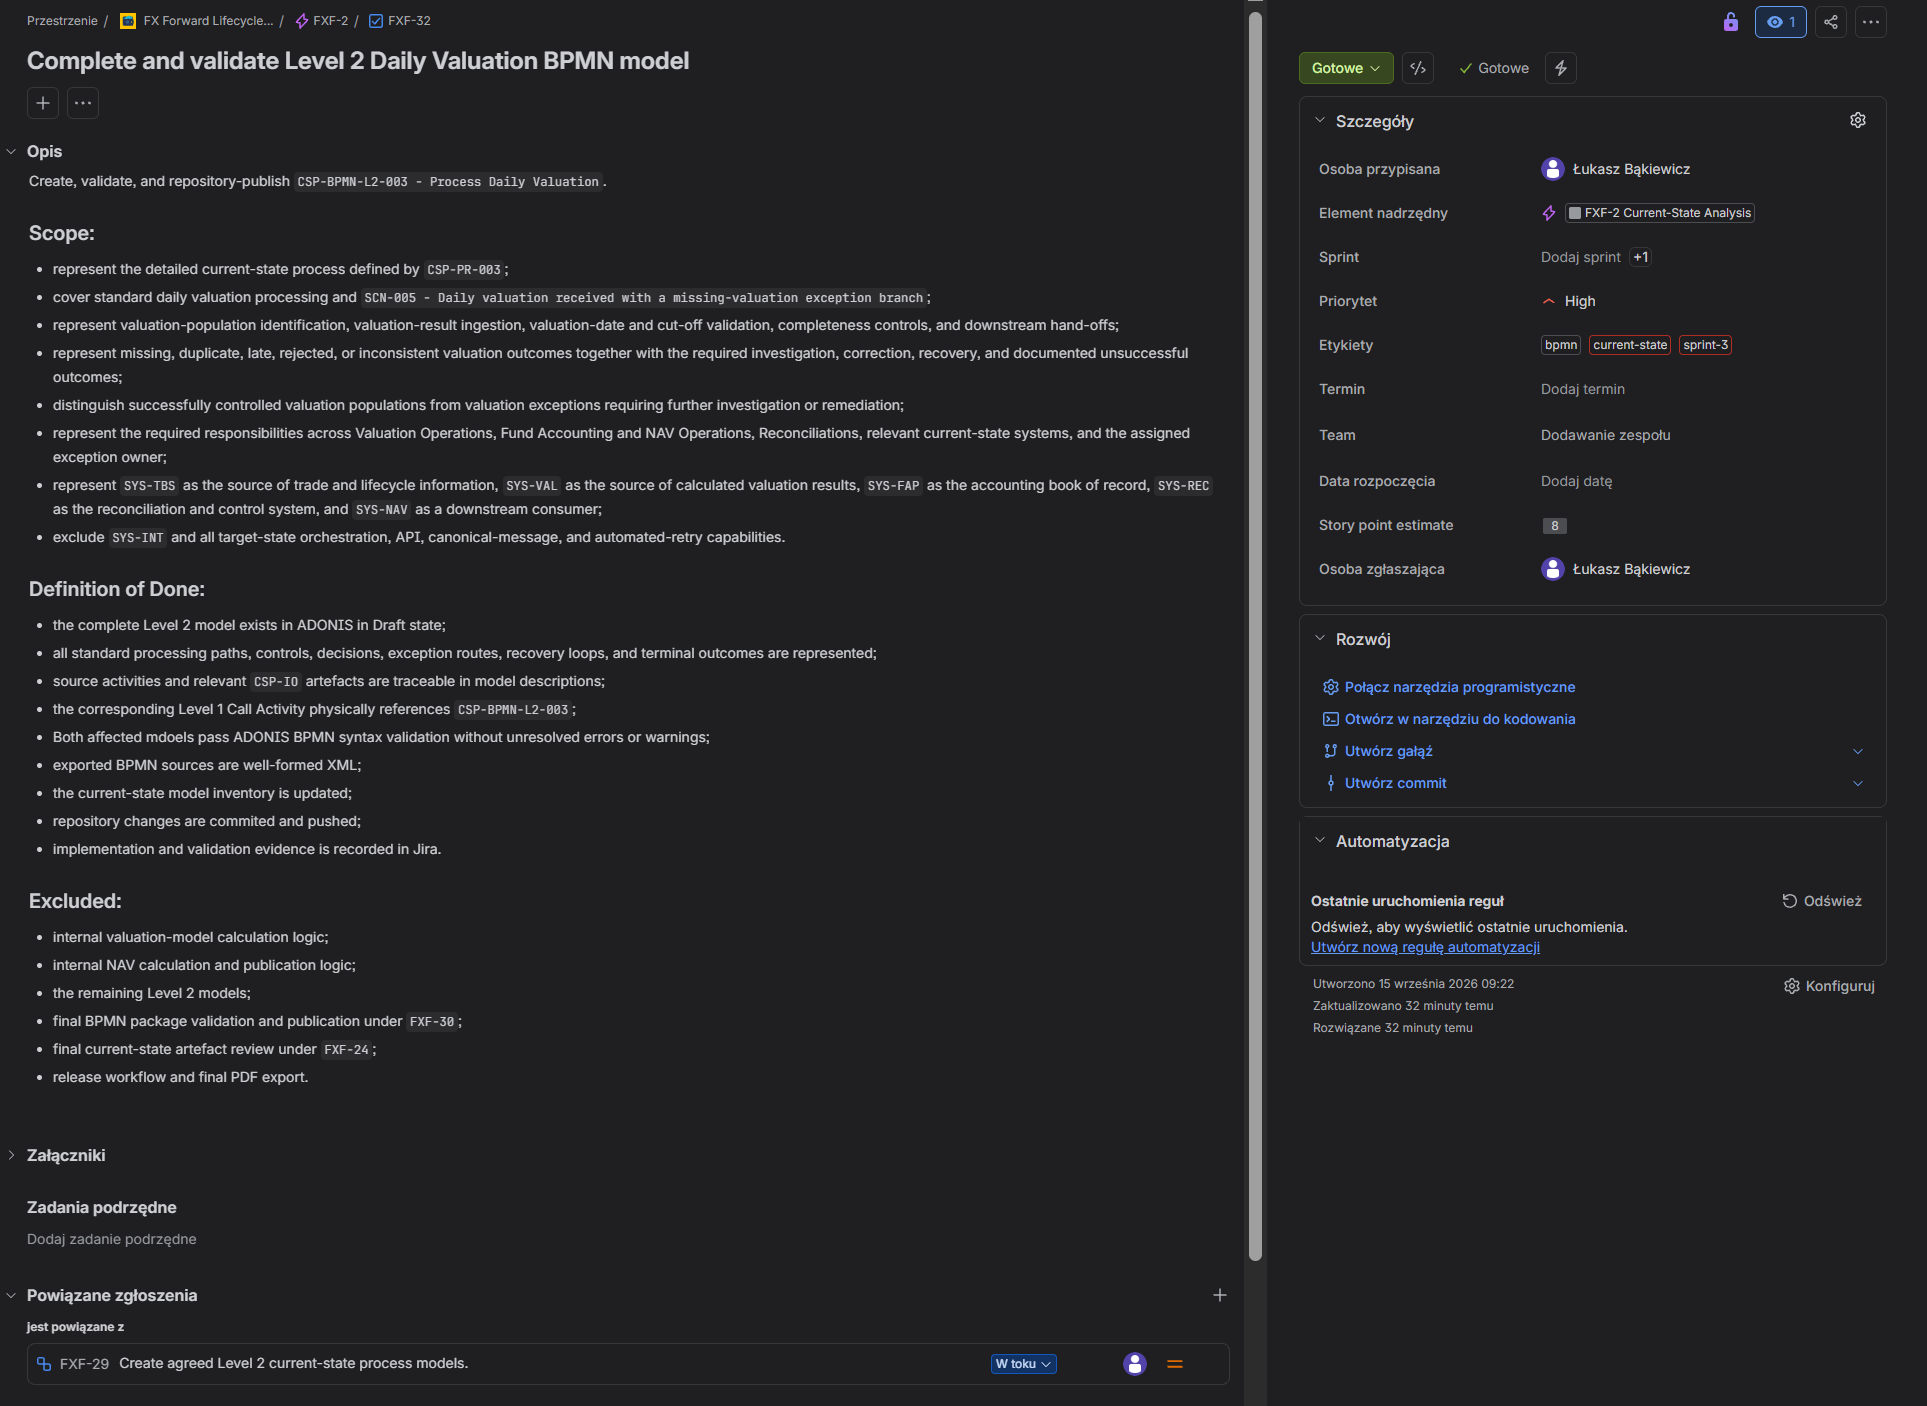 Przestrzenie / FX Forward Lifecycle... / FXF-2 / FXF-32
Complete and validate Level 2 Daily Valuation BPMN model
Opis
Create, validate, and repository-publish CSP-BPMN-L2-003 - Process Daily Valuation.
Scope:
• represent the detailed current-state process defined by CSP-PR-003;
• cover standard daily valuation processing and SCN-005 - Daily valuation received with a missing-valuation exception branch;
• represent valuation-population identification, valuation-result ingestion, valuation-date and cut-off validation, completeness controls, and downstream hand-offs;
• represent missing, duplicate, late, rejected, or inconsistent valuation outcomes together with the required investigation, correction, recovery, and documented unsuccessful
outcomes;
• distinguish successfully controlled valuation populations from valuation exceptions requiring further investigation or remediation;
• represent the required responsibilities across Valuation Operations, Fund Accounting and NAV Operations, Reconciliations, relevant current-state systems, and the assigned
exception owner;
• represent SYS-TBS as the source of trade and lifecycle information, SYS-VAL as the source of calculated valuation results, SYS-FAP as the accounting book of record, SYS-REC
as the reconciliation and control system, and SYS-NAV as a downstream consumer;
• exclude SYS-INT and all target-state orchestration, API, canonical-message, and automated-retry capabilities.
Definition of Done:
• the complete Level 2 model exists in ADONIS in Draft state;
• all standard processing paths, controls, decisions, exception routes, recovery loops, and terminal outcomes are represented;
• source activities and relevant CSP-IO artefacts are traceable in model descriptions;
• the corresponding Level 1 Call Activity physically references CSP-BPMN-L2-003;
• Both affected mdoels pass ADONIS BPMN syntax validation without unresolved errors or warnings;
• exported BPMN sources are well-formed XML;
• the current-state model inventory is updated;
• repository changes are commited and pushed;
• implementation and validation evidence is recorded in Jira.
Excluded:
• internal valuation-model calculation logic;
• internal NAV calculation and publication logic;
• the remaining Level 2 models;
• final BPMN package validation and publication under FXF-30;
• final current-state artefact review under FXF-24;
• release workflow and final PDF export.
Załączniki
Zadania podrzędne
Dodaj zadanie podrzędne
Powiązane zgłoszenia
jest powiązane z
FXF-29 Create agreed Level 2 current-state process models. W toku
1
Gotowe Gotowe
Szczegóły
Osoba przypisana Łukasz Bąkiewicz
Element nadrzędny FXF-2 Current-State Analysis
Sprint Dodaj sprint +1
Priorytet High
Etykiety bpmn current-state sprint-3
Termin Dodaj termin
Team Dodawanie zespołu
Data rozpoczęcia Dodaj datę
Story point estimate 8
Osoba zgłaszająca Łukasz Bąkiewicz
Rozwój
Połącz narzędzia programistyczne
Otwórz w narzędziu do kodowania
Utwórz gałąź
Utwórz commit
Automatyzacja
Ostatnie uruchomienia reguł Odśwież
Odśwież, aby wyświetlić ostatnie uruchomienia.
Utwórz nową regułę automatyzacji
Utworzono 15 września 2026 09:22 Konfiguruj
Zaktualizowano 32 minuty temu
Rozwiązane 32 minuty temu